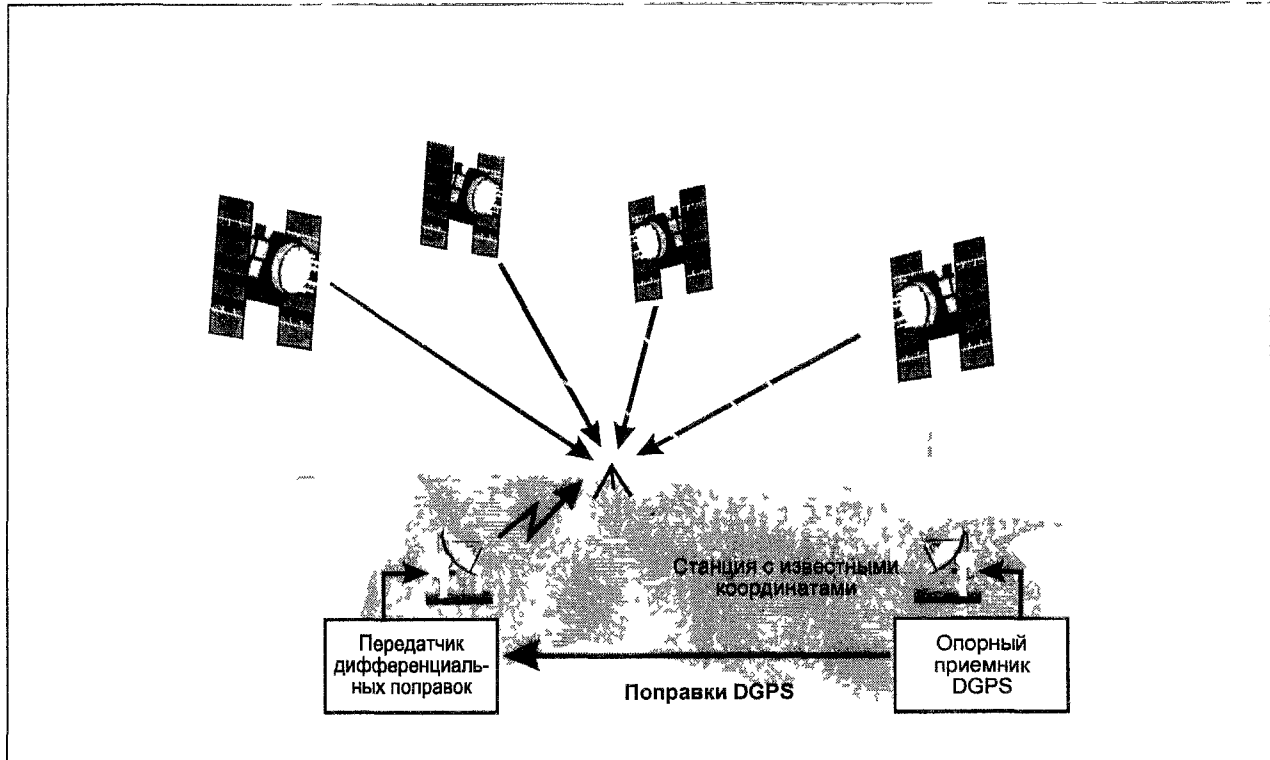 Станция с известными
координатами
Передатчик
дифференциаль-
ных поправок
Поправки DGPS
Опорный
приемник
DGPS